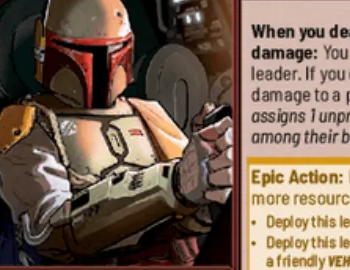 When you dea
damage: You
leader. If you
damage to a p
assigns 1 unpr
among their b
Epic Action:
more resourc
• Deploy this le
• Deploy this le
a friendly VEH